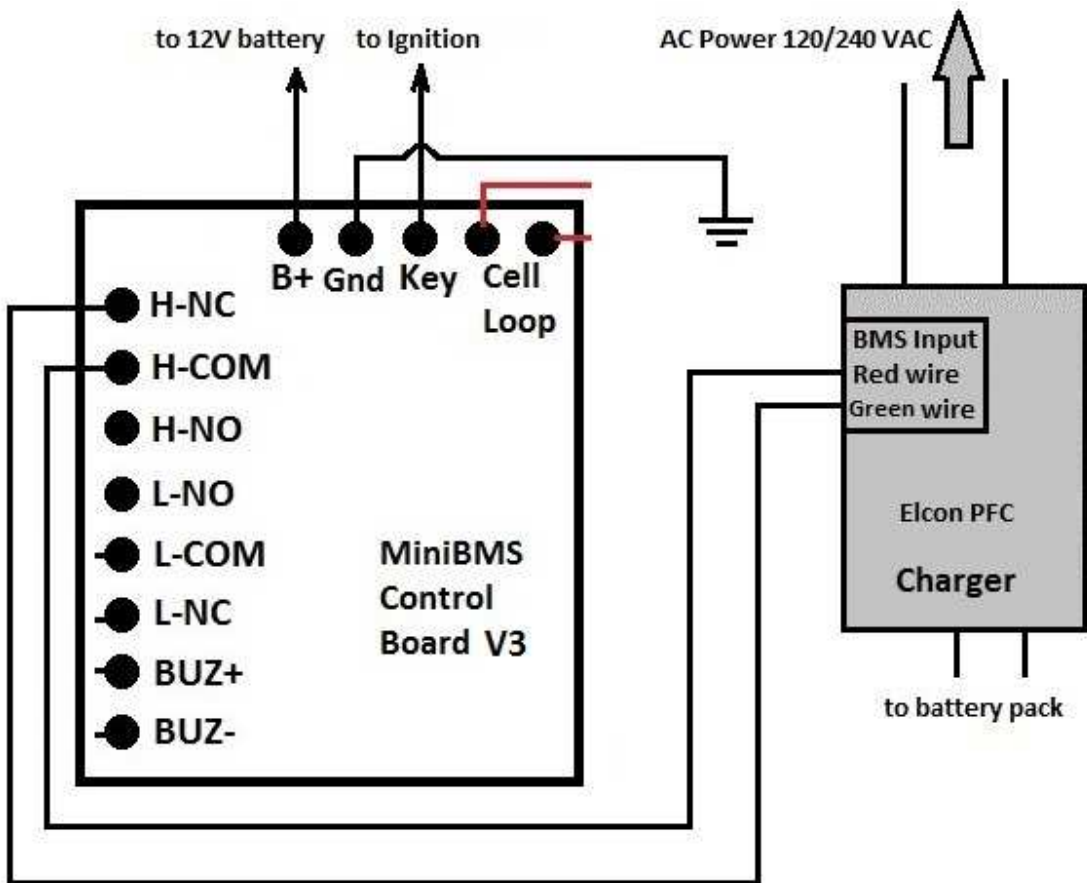 to 12V battery
to Ignition
AC Power 120/240 VAC
B+
Gnd
Key
Cell
Loop
H-NC
H-COM
H-NO
L-NO
L-COM
L-NC
BUZ+
BUZ-
MiniBMS
Control
Board V3
BMS Input
Red wire
Green wire
Elcon PFC
Charger
to battery pack